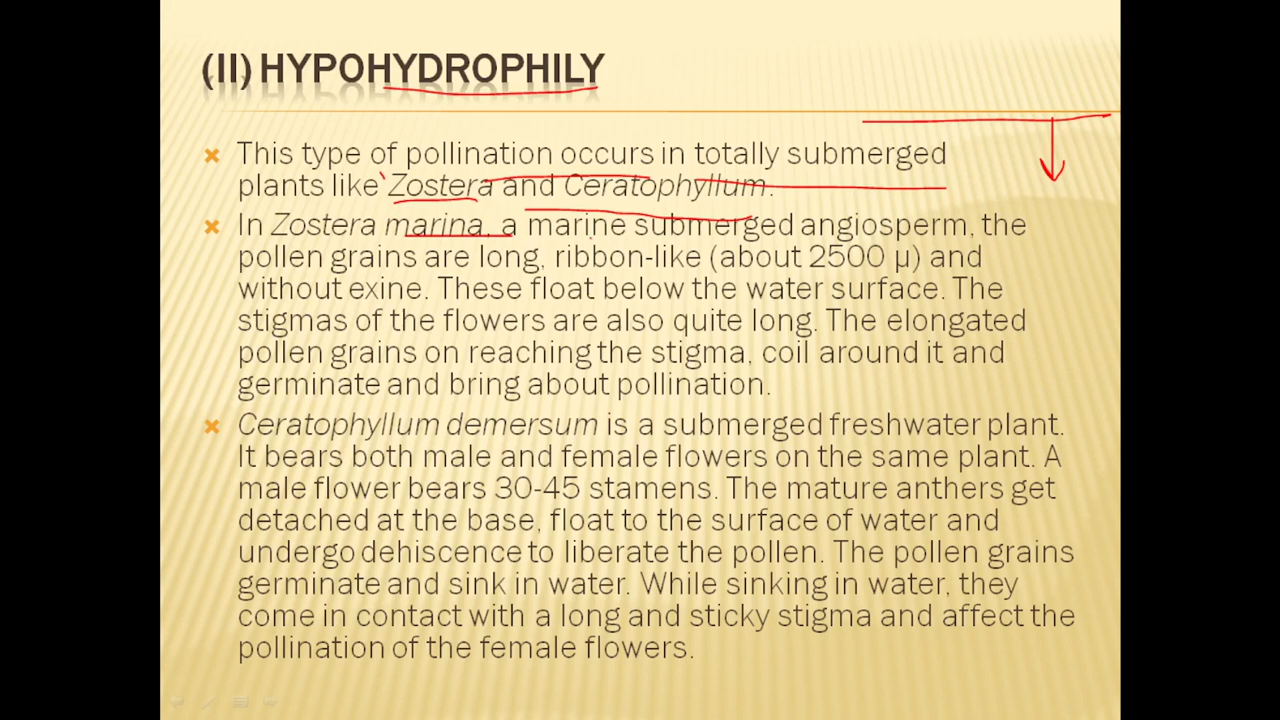 (II) HYPOHYDROPHILY
This type of pollination occurs in totally submerged
plants like Zostera and Ceratophyllum.
In Zostera marina, a marine submerged angiosperm, the
pollen grains are long, ribbon-like (about 2500 µ) and
without exine. These float below the water surface. The
stigmas of the flowers are also quite long. The elongated
pollen grains on reaching the stigma, coil around it and
germinate and bring about pollination.
Ceratophyllum demersum is a submerged freshwater plant.
It bears both male and female flowers on the same plant. A
male flower bears 30-45 stamens. The mature anthers get
detached at the base, float to the surface of water and
undergo dehiscence to liberate the pollen. The pollen grains
germinate and sink in water. While sinking in water, they
come in contact with a long and sticky stigma and affect the
pollination of the female flowers.